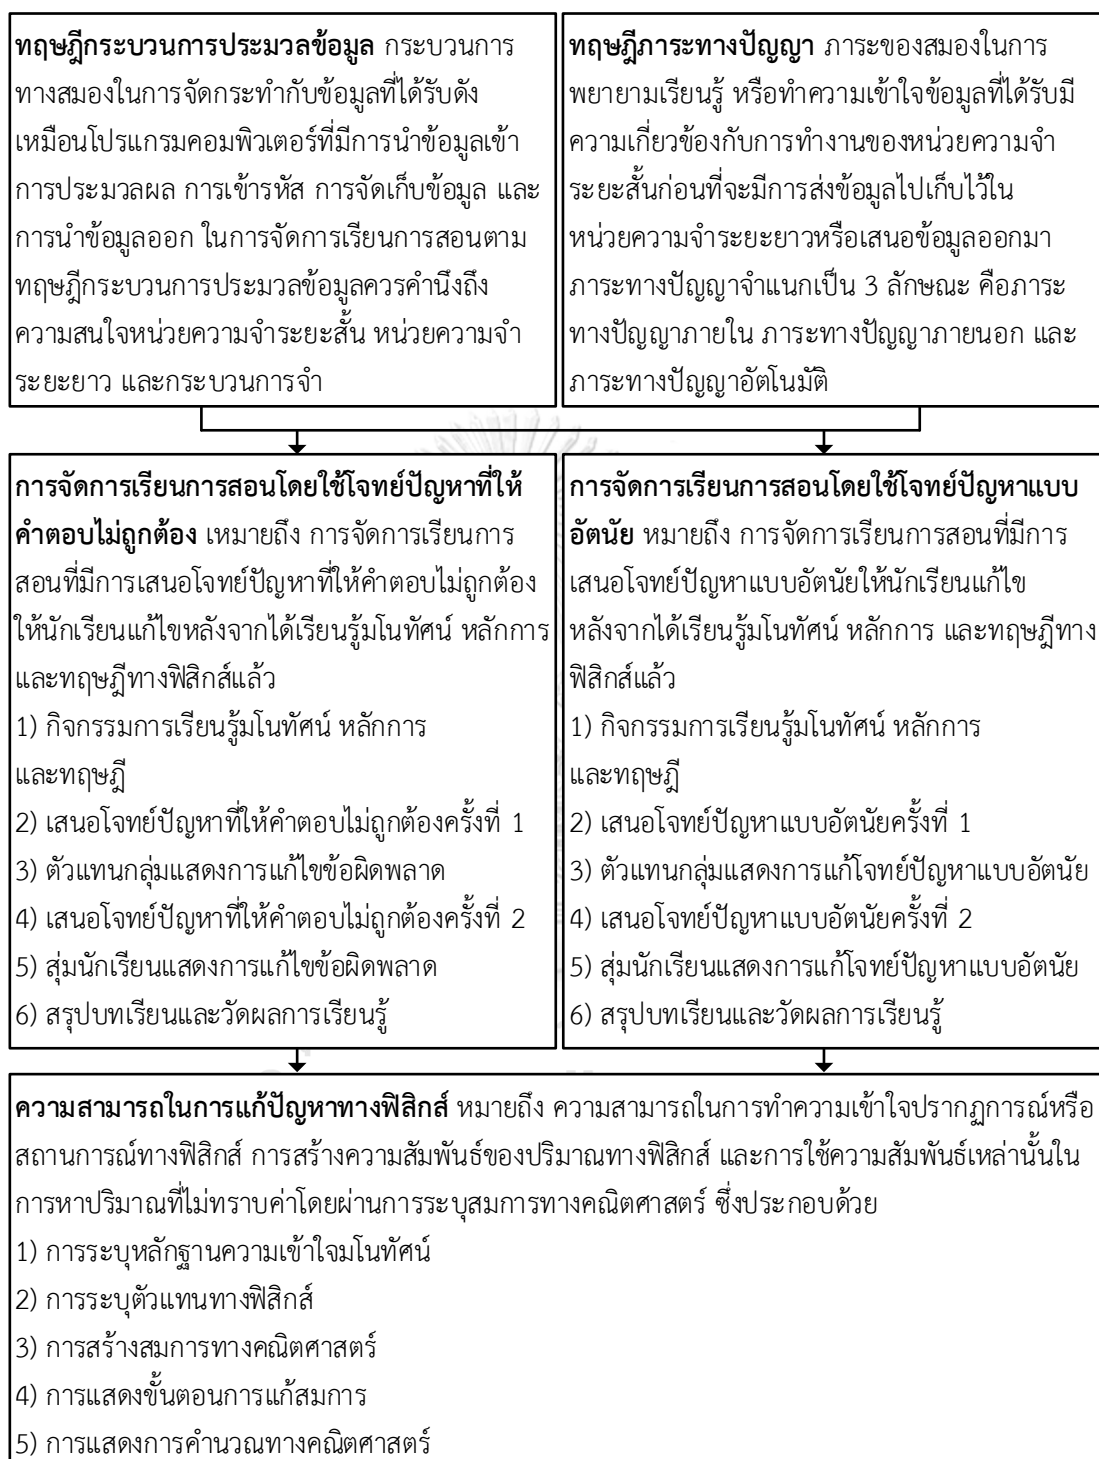 ทฤษฎีกระบวนการประมวลข้อมูล กระบวนการ
ทางสมองในการจัดกระทำกับข้อมูลที่ได้รับดัง
เหมือนโปรแกรมคอมพิวเตอร์ที่มีการนำข้อมูลเข้า
การประมวลผล การเข้ารหัส การจัดเก็บข้อมูล และ
การนำข้อมูลออก ในการจัดการเรียนการสอนตาม
ทฤษฎีกระบวนการประมวลข้อมูลควรคำนึงถึง
ความสนใจหน่วยความจำระยะสั้น หน่วยความจำ
ระยะยาว และกระบวนการจำ
ทฤษฎีภาระทางปัญญา ภาระของสมองในการ
พยายามเรียนรู้ หรือทำความเข้าใจข้อมูลที่ได้รับมี
ความเกี่ยวข้องกับการทำงานของหน่วยความจำ
ระยะสั้นก่อนที่จะมีการส่งข้อมูลไปเก็บไว้ใน
หน่วยความจำระยะยาวหรือเสนอข้อมูลออกมา
ภาระทางปัญญาจำแนกเป็น 3 ลักษณะ คือภาระ
ทางปัญญาภายใน ภาระทางปัญญาภายนอก และ
ภาระทางปัญญาอัตโนมัติ
การจัดการเรียนการสอนโดยใช้โจทย์ปัญหาที่ให้
คำตอบไม่ถูกต้อง เหมายถึง การจัดการเรียนการ
สอนที่มีการเสนอโจทย์ปัญหาที่ให้คำตอบไม่ถูกต้อง
ให้นักเรียนแก้ไขหลังจากได้เรียนรู้มโนทัศน์ หลักการ
และทฤษฎีทางฟิสิกส์แล้ว
1) กิจกรรมการเรียนรู้มโนทัศน์ หลักการ
และทฤษฎี
2) เสนอโจทย์ปัญหาที่ให้คำตอบไม่ถูกต้องครั้งที่ 1
3) ตัวแทนกลุ่มแสดงการแก้ไขข้อผิดพลาด
4) เสนอโจทย์ปัญหาที่ให้คำตอบไม่ถูกต้องครั้งที่ 2
5) สุ่มนักเรียนแสดงการแก้ไขข้อผิดพลาด
6) สรุปบทเรียนและวัดผลการเรียนรู้
การจัดการเรียนการสอนโดยใช้โจทย์ปัญหาแบบ
อัตนัย หมายถึง การจัดการเรียนการสอนที่มีการ
เสนอโจทย์ปัญหาแบบอัตนัยให้นักเรียนแก้ไข
หลังจากได้เรียนรู้มโนทัศน์ หลักการ และทฤษฎีทาง
ฟิสิกส์แล้ว
1) กิจกรรมการเรียนรู้มโนทัศน์ หลักการ
และทฤษฎี
2) เสนอโจทย์ปัญหาแบบอัตนัยครั้งที่ 1
3) ตัวแทนกลุ่มแสดงการแก้โจทย์ปัญหาแบบอัตนัย
4) เสนอโจทย์ปัญหาแบบอัตนัยครั้งที่ 2
5) สุ่มนักเรียนแสดงการแก้โจทย์ปัญหาแบบอัตนัย
6) สรุปบทเรียนและวัดผลการเรียนรู้
ความสามารถในการแก้ปัญหาทางฟิสิกส์ หมายถึง ความสามารถในการทำความเข้าใจปรากฏการณ์หรือ
สถานการณ์ทางฟิสิกส์ การสร้างความสัมพันธ์ของปริมาณทางฟิสิกส์ และการใช้ความสัมพันธ์เหล่านั้นใน
การหาปริมาณที่ไม่ทราบค่าโดยผ่านการระบุสมการทางคณิตศาสตร์ ซึ่งประกอบด้วย
1) การระบุหลักฐานความเข้าใจมโนทัศน์
2) การระบุตัวแทนทางฟิสิกส์
3) การสร้างสมการทางคณิตศาสตร์
4) การแสดงขั้นตอนการแก้สมการ
5) การแสดงการคำนวณทางคณิตศาสตร์